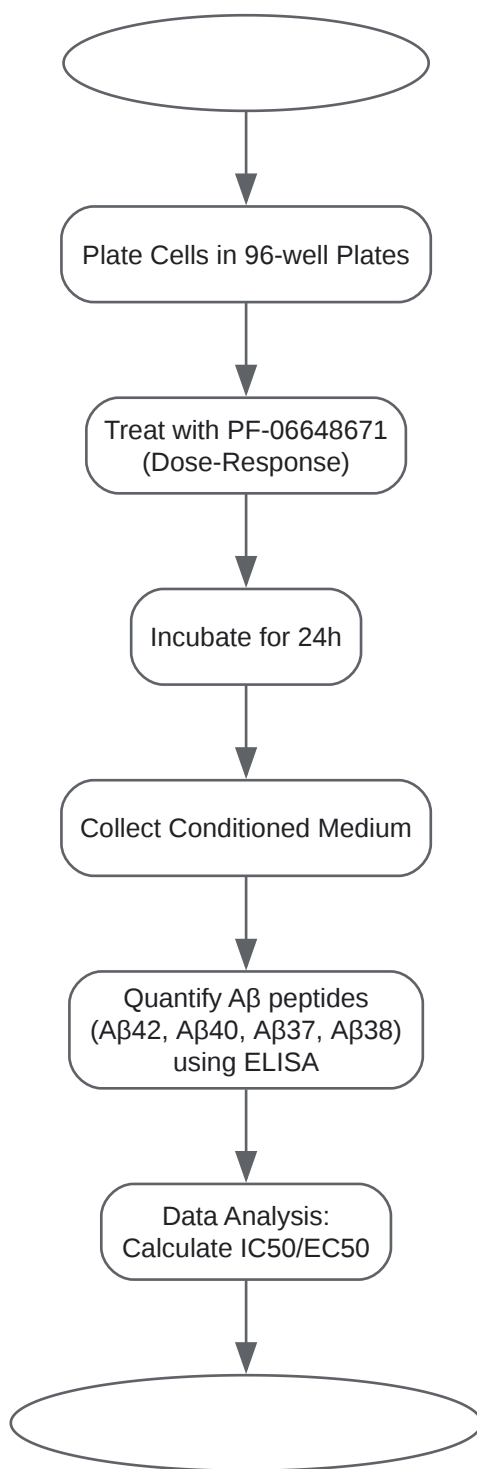 Plate Cells in 96-well Plates
Treat with PF-06648671
(Dose-Response)
Incubate for 24h
Collect Conditioned Medium
Quantify Aβ peptides
(Aβ42, Aβ40, Aβ37, Aβ38)
using ELISA
Data Analysis:
Calculate IC50/EC50